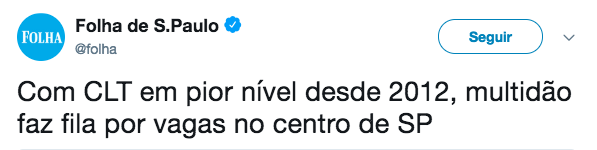 FOLHA
Folha de S.Paulo
@folha
Seguir
Com CLT em pior nível desde 2012, multidão
faz fila por vagas no centro de SP